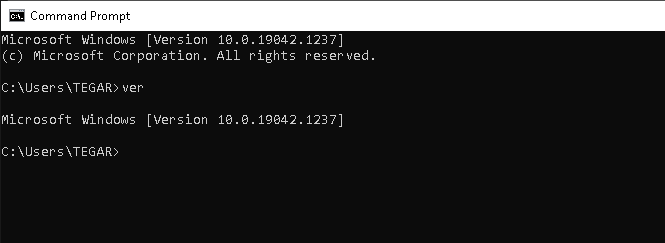 Command Prompt
Microsoft Windows [Version 10.0.19042.1237]
(c) Microsoft Corporation. All rights reserved.
C:\Users\TEGAR>ver
Microsoft Windows [Version 10.0.19042.1237]
C:\Users\TEGAR>